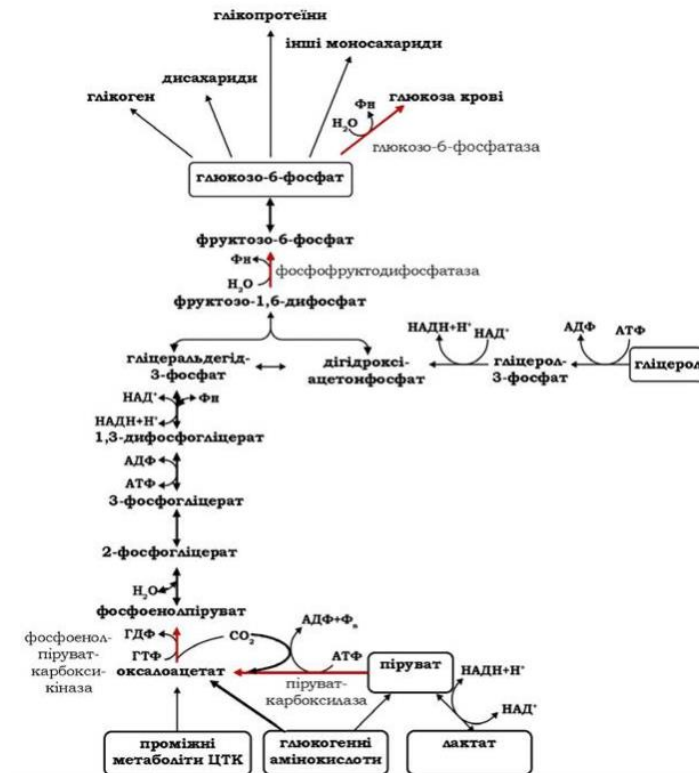 глікопротеїни
інші моносахариди
дисахариди
глікоген
Фн
глюкоза крові
H₂O
глюкозо-6-фосфатаза
глюкозо-6-фосфат
фруктозо-6-фосфат
Фн
H₂O
фосфофруктодифосфатаза
фруктозо-1,6-дифосфат
НАДН+Н⁺
НАД⁺
АДФ
АТФ
гліцеральдегід-
3-фосфат
дігідроксі-
ацетонфосфат
гліцерол-
3-фосфат
гліцерол
НАД⁺
Фн
НАДН+Н⁺
1,3-дифосфогліцерат
АДФ
АТФ
3-фосфогліцерат
2-фосфогліцерат
H₂O
фосфоенолпіруват
фосфоенол-
піруват-
карбокси-
кіназа
ГДФ
ГТФ
CO₂
АДФ+Фн
АТФ
оксалоацетат
піруват-
карбоксилаза
піруват
НАДН+Н⁺
НАД⁺
проміжні
метаболіти ЦТК
глюкогенні
амінокислоти
лактат